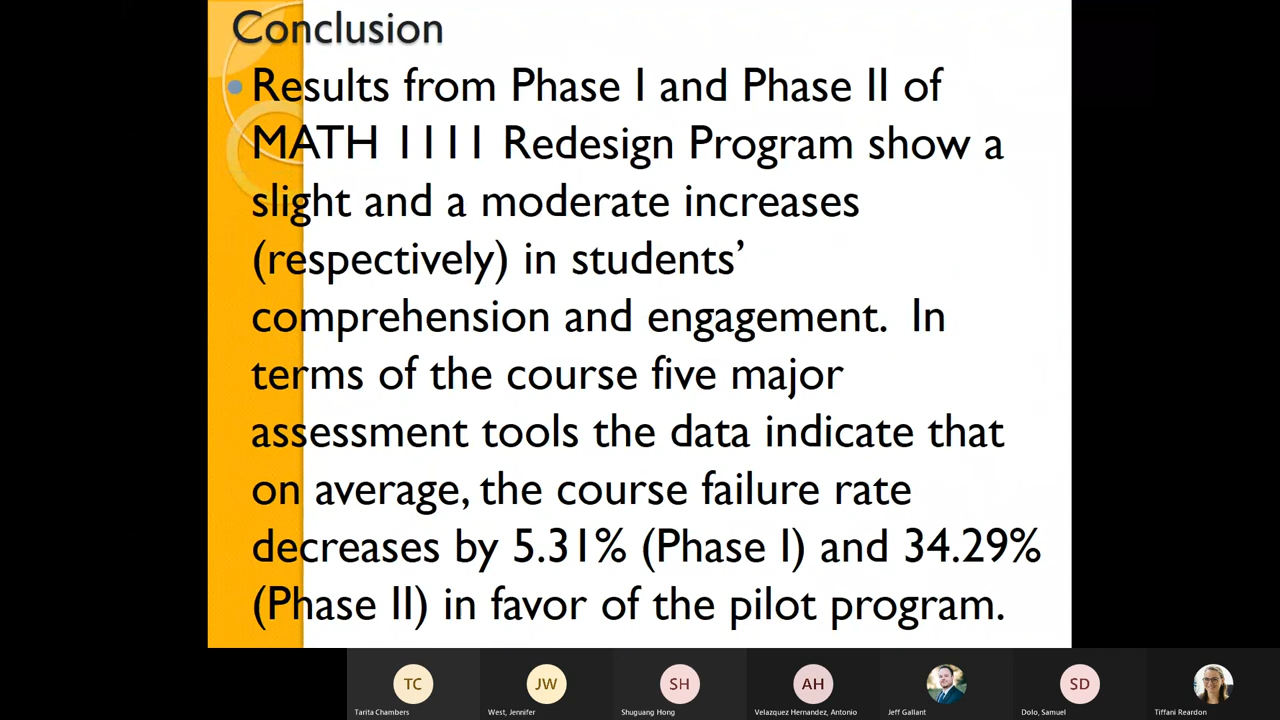 Conclusion
Results from Phase I and Phase II of
MATH 1111 Redesign Program show a
slight and a moderate increases
(respectively) in students’
comprehension and engagement.  In
terms of the course five major
assessment tools the data indicate that
on average, the course failure rate
decreases by 5.31% (Phase I) and 34.29%
(Phase II) in favor of the pilot program.
TC JW SH AH SD
Tarita Chambers West, Jennifer Shuguang Hong Velazquez Hernandez, Antonio Jeff Gallant Dolo, Samuel Tiffani Reardon